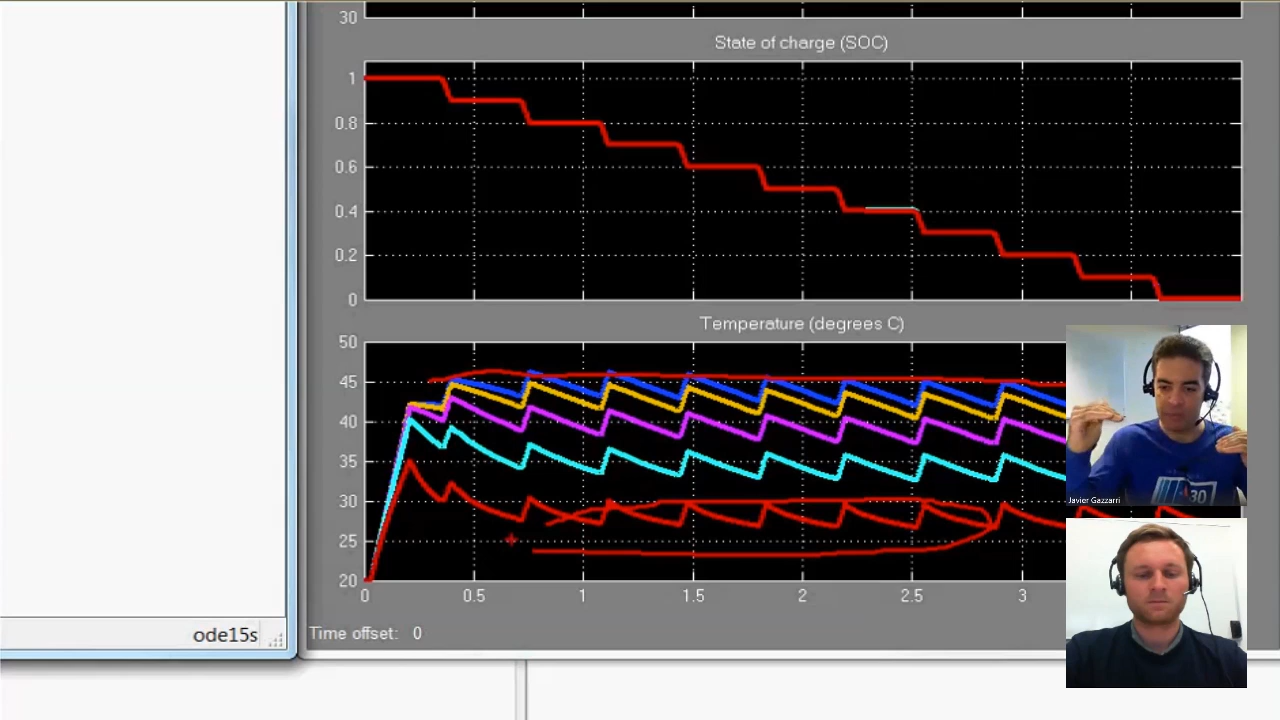 30
State of charge (SOC)
1
0.8
0.6
0.4
0.2
0
Temperature (degrees C)
50
45
40
35
30
25
20
0 0.5 1 1.5 2 2.5 3
Time offset: 0
ode15s
30
Javier Gazzarri